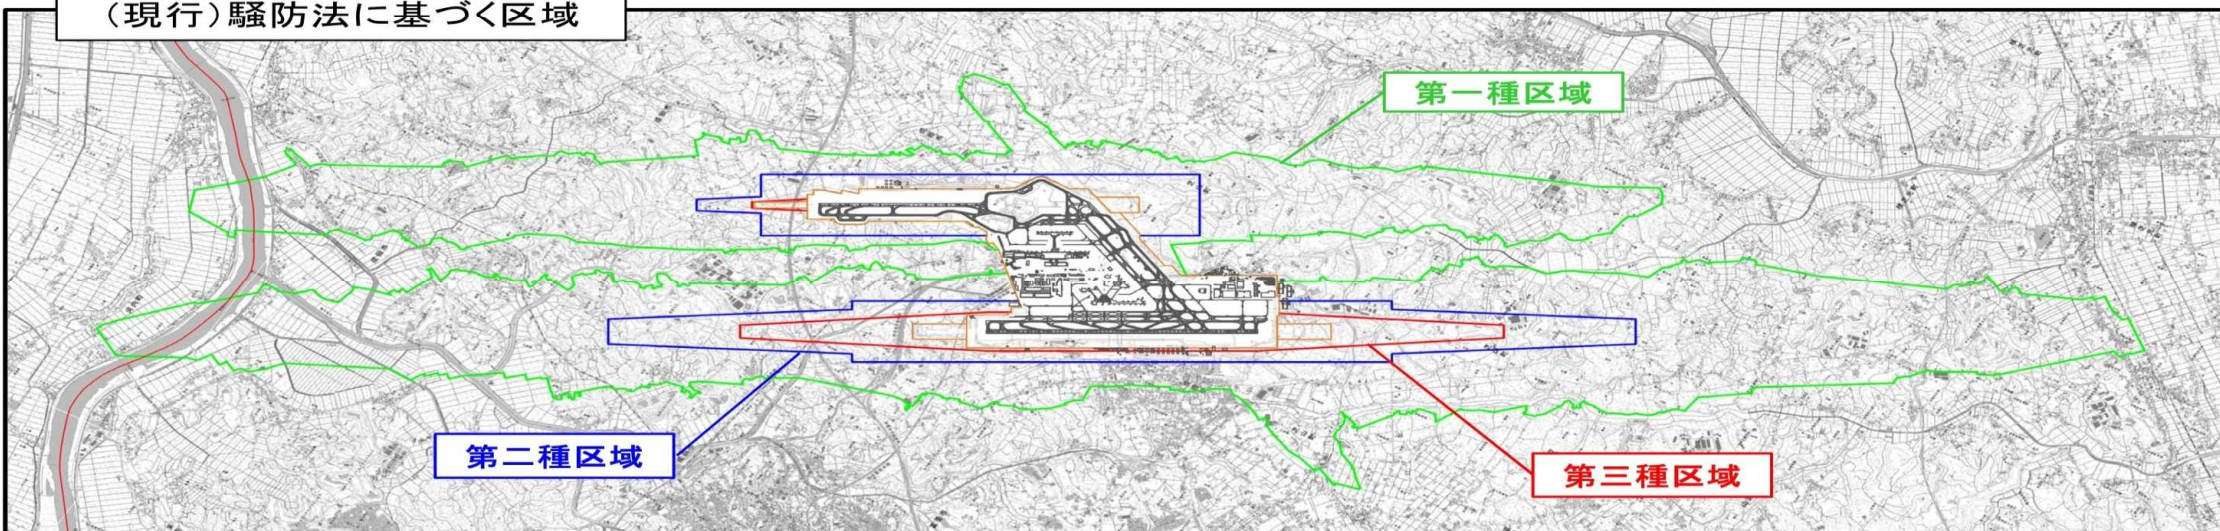 （現行）騒防法に基づく区域
第一種区域
第二種区域
第三種区域